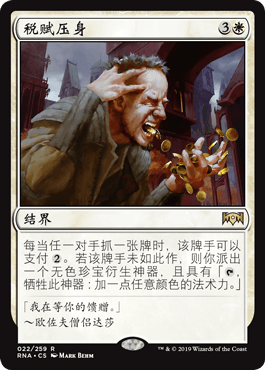 税赋压身 3
结界
每当任一对手抓一张牌时，该牌手可以
支付2。若该牌手未如此作，则你派出
一个无色珍宝衍生神器，且具有「，
牺牲此神器：加一点任意颜色的法术力。」
「我在等你的馈赠。」
～欧佐夫僧侣达莎
022/259 R
RNA • CS MARK BEHM
™ & © 2019 Wizards of the Coast